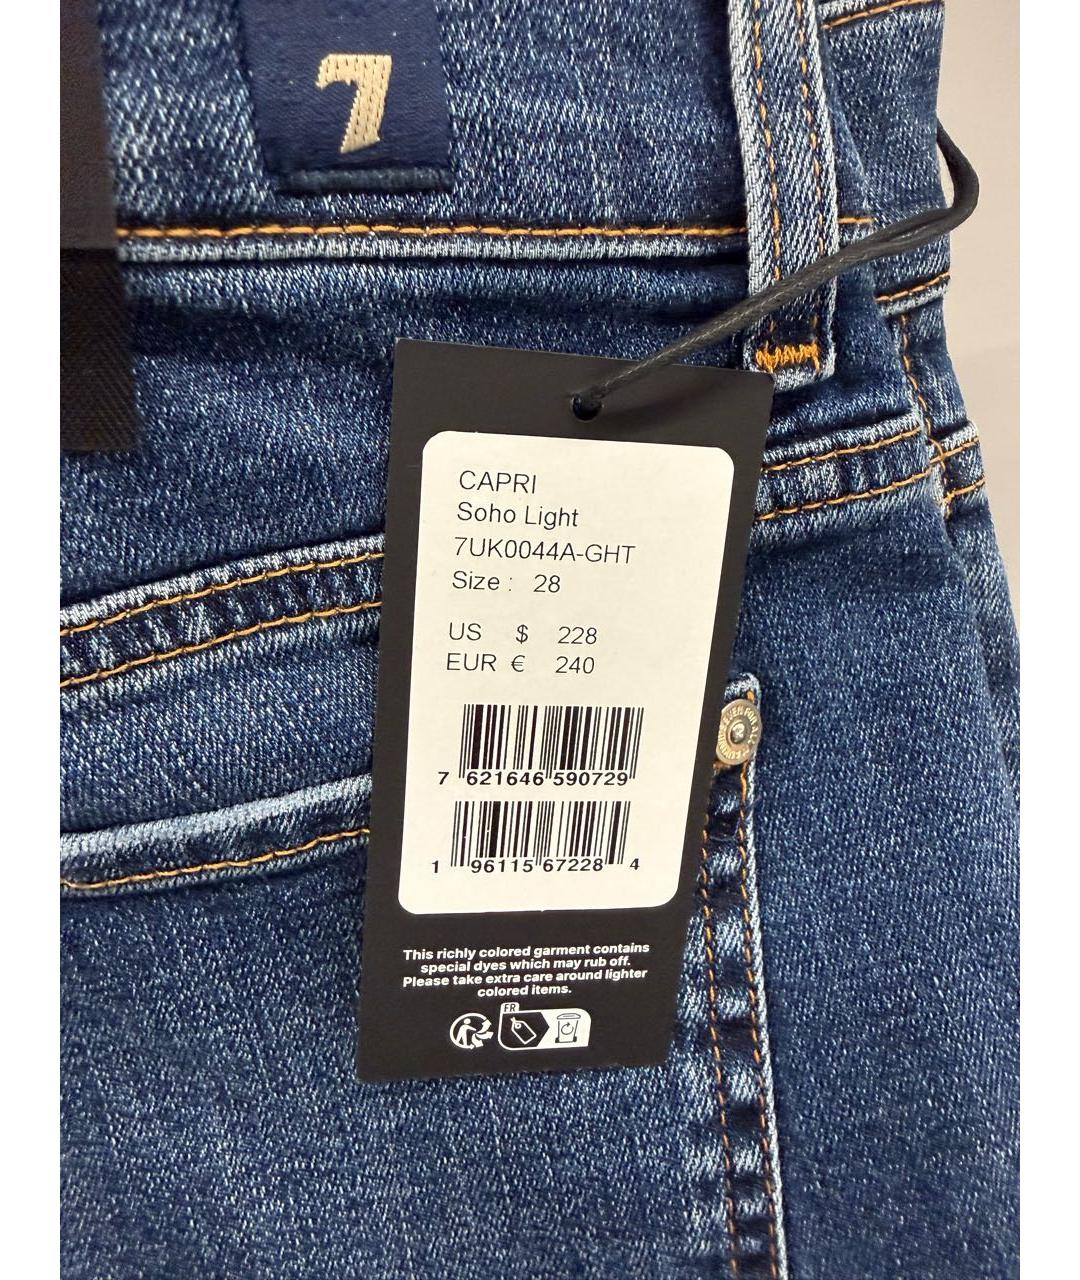 7
CAPRI
Soho Light
7UK0044A-GHT
Size : 28
US $ 228
EUR € 240
7 621646 590729
1 96115 67228 4
This richly colored garment contains
special dyes which may rub off.
Please take extra care around lighter
colored items.
FR